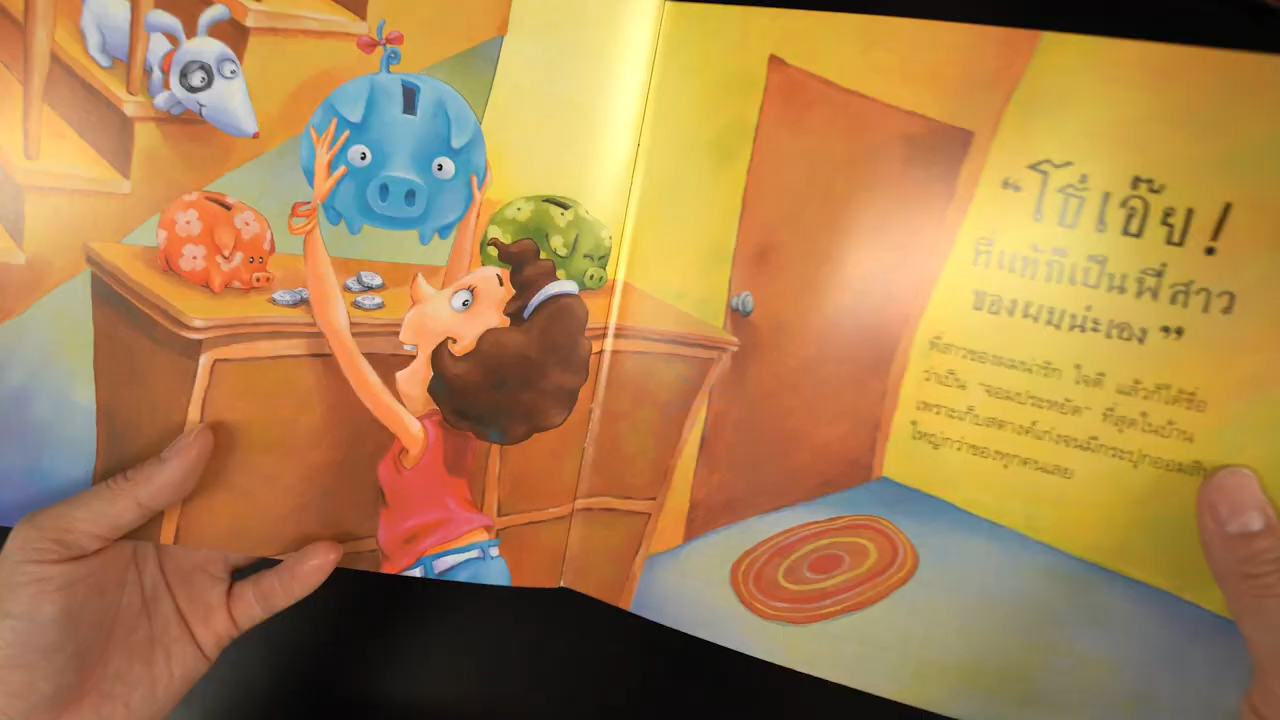 “โธ่เอ๊ย!
ที่แท้ก็เป็นพี่สาว
ของผมน่ะเอง”
พี่สาวของผมน่ารัก ใจดี แล้วก็ได้ชื่อ
ว่าเป็น “จอมประหยัด” ที่สุดในบ้าน
เพราะเก็บสตางค์เก่งจนมีกระปุกออมสิน
ใหญ่กว่าของทุกคนเลย